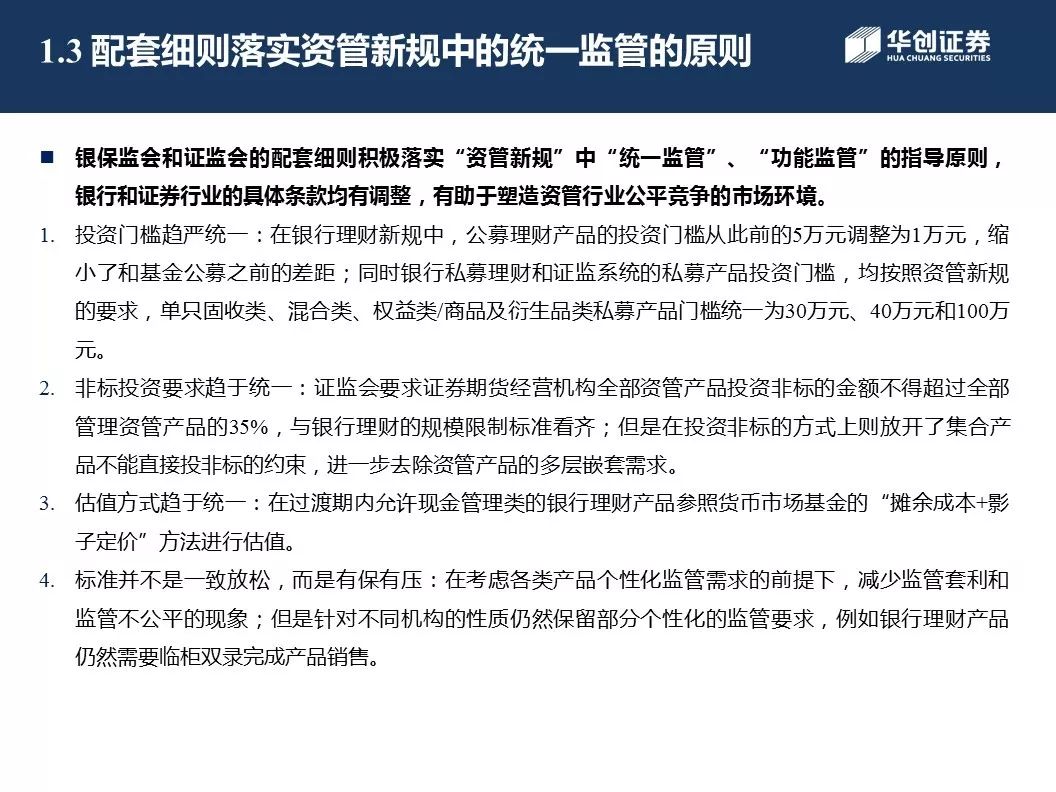 1.3 配套细则落实资管新规中的统一监管的原则
华创证券
HUA CHUANG SECURITIES
■ 银保监会和证监会的配套细则积极落实“资管新规”中“统一监管”、“功能监管”的指导原则，
银行和证券行业的具体条款均有调整，有助于塑造资管行业公平竞争的市场环境。
1. 投资门槛趋严统一：在银行理财新规中，公募理财产品的投资门槛从此前的5万元调整为1万元，缩
小了和基金公募之前的差距；同时银行私募理财和证监系统的私募产品投资门槛，均按照资管新规
的要求，单只固收类、混合类、权益类/商品及衍生品类私募产品门槛统一为30万元、40万元和100万
元。
2. 非标投资要求趋于统一：证监会要求证券期货经营机构全部资管产品投资非标的金额不得超过全部
管理资管产品的35%，与银行理财的规模限制标准看齐；但是在投资非标的方式上则放开了集合产
品不能直接投非标的约束，进一步去除资管产品的多层嵌套需求。
3. 估值方式趋于统一：在过渡期内允许现金管理类的银行理财产品参照货币市场基金的“摊余成本+影
子定价”方法进行估值。
4. 标准并不是一致放松，而是有保有压：在考虑各类产品个性化监管需求的前提下，减少监管套利和
监管不公平的现象；但是针对不同机构的性质仍然保留部分个性化的监管要求，例如银行理财产品
仍然需要临柜双录完成产品销售。